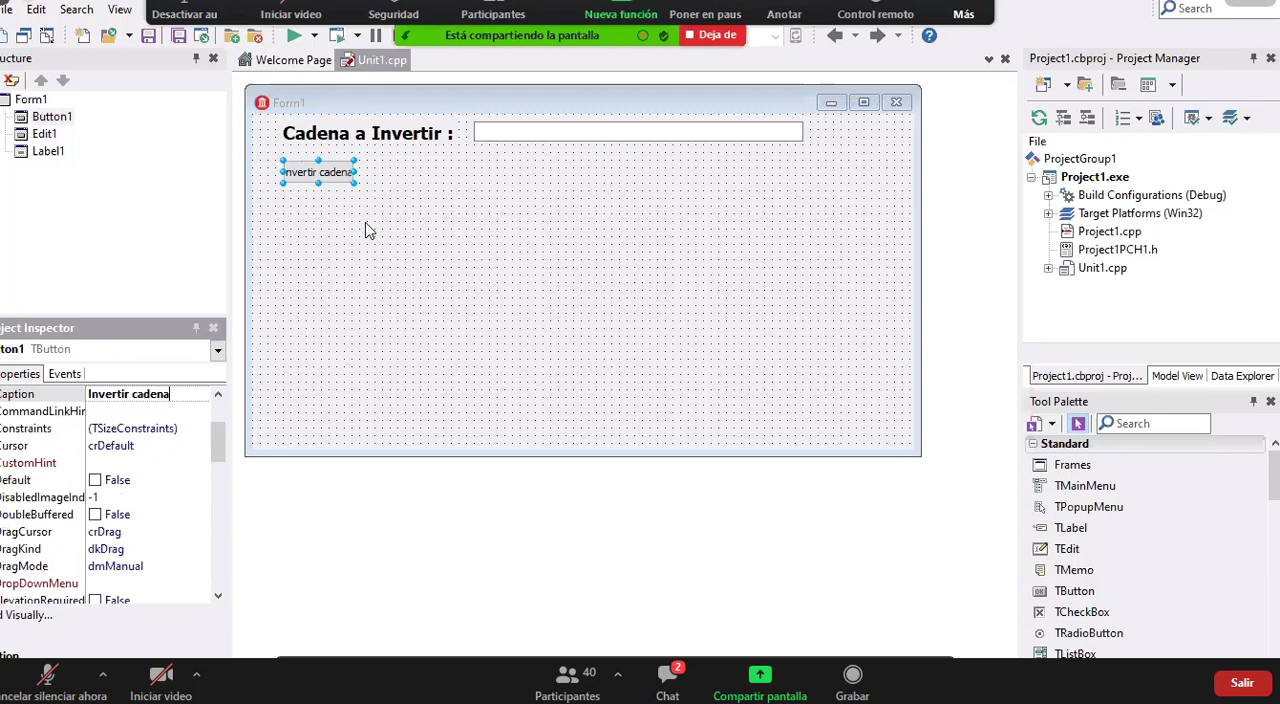 ile Edit Search View
Desactivar au Iniciar video Seguridad Participantes Nueva función Poner en paus Anotar Control remoto Más
Search
Está compartiendo la pantalla Deja de
ucture
Welcome Page Unit1.cpp
Project1.cbproj - Project Manager
Form1
Button1
Edit1
Label1
Form1
Cadena a Invertir :
nvertir cadena
File
ProjectGroup1
Project1.exe
Build Configurations (Debug)
Target Platforms (Win32)
Project1.cpp
Project1PCH1.h
Unit1.cpp
ject Inspector
ton1 TButton
operties Events
Caption Invertir cadena
CommandLinkHin
Constraints (TSizeConstraints)
Cursor crDefault
CustomHint
Default False
DisabledImageInd -1
DoubleBuffered False
DragCursor crDrag
DragKind dkDrag
DragMode dmManual
DropDownMenu
ElevationRequired False
d Visually...
Project1.cbproj - Proj... Model View Data Explorer
Tool Palette
Search
Standard
Frames
TMainMenu
TPopupMenu
TLabel
TEdit
TMemo
TButton
TCheckBox
TRadioButton
TListBox
ancelar silenciar ahora Iniciar video
40 Participantes
2 Chat
Compartir pantalla
Grabar
Salir